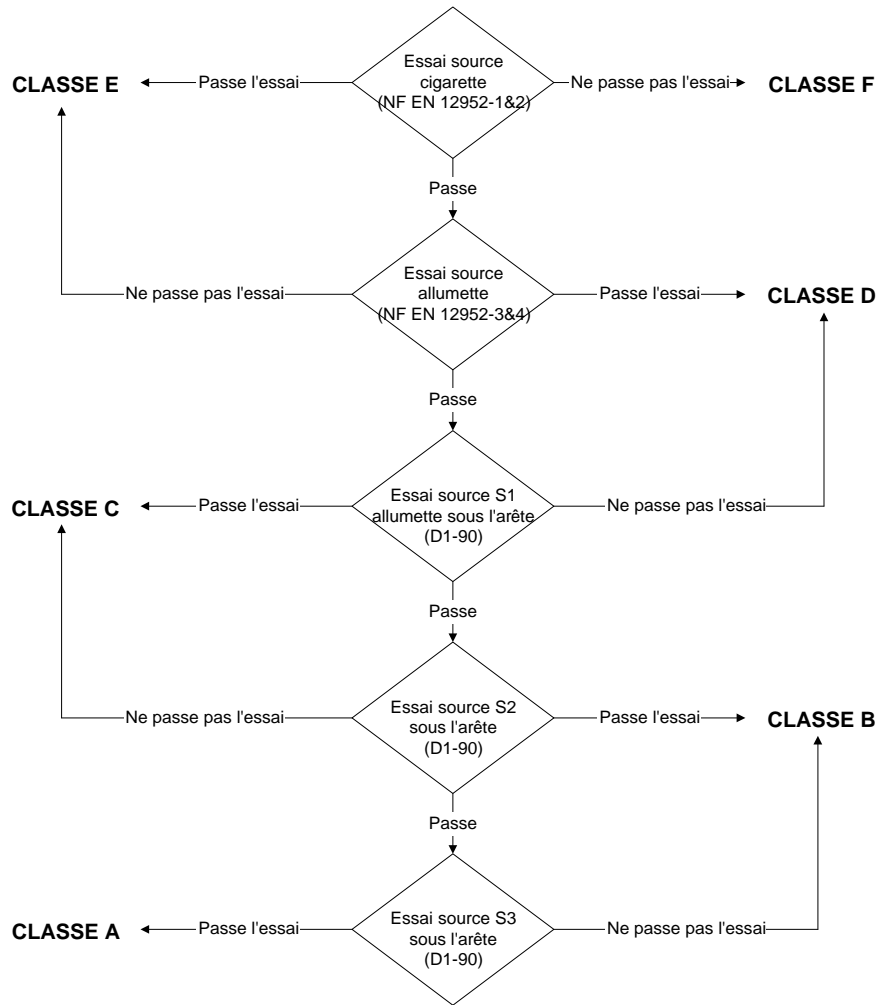 Essai source
cigarette
(NF EN 12952-1&2)
CLASSE E
Passe l'essai
Ne passe pas l'essai
CLASSE F
Passe
Essai source
allumette
(NF EN 12952-3&4)
Ne passe pas l'essai
Passe l'essai
CLASSE D
Passe
Essai source S1
allumette sous l'arête
(D1-90)
CLASSE C
Passe l'essai
Ne passe pas l'essai
Passe
Essai source S2
sous l'arête
(D1-90)
Ne passe pas l'essai
Passe l'essai
CLASSE B
Passe
Essai source S3
sous l'arête
(D1-90)
CLASSE A
Passe l'essai
Ne passe pas l'essai